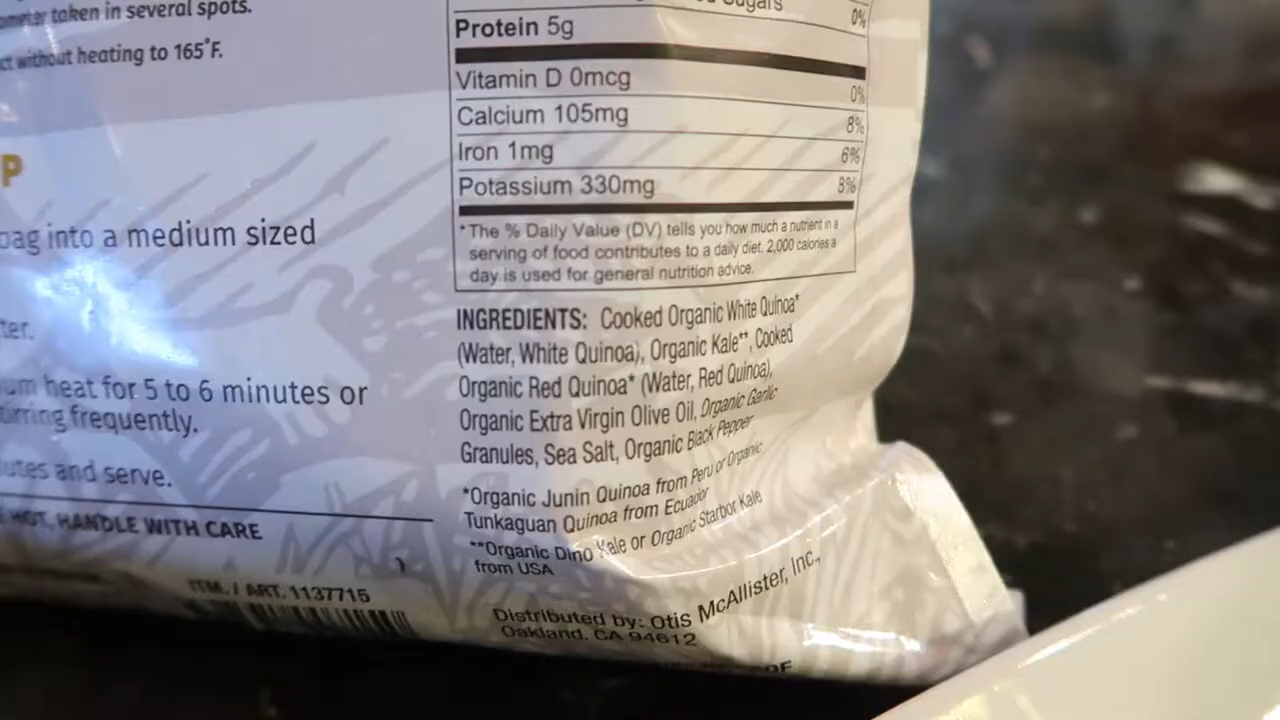 taken in several spots.
without heating to 165°F.
P
bag into a medium sized
ter.
um heat for 5 to 6 minutes or
frequently.
utes and serve.
HOT, HANDLE WITH CARE
ITM. / ART. 1137715
Sugars 0%
Protein 5g
Vitamin D 0mcg 0%
Calcium 105mg 8%
Iron 1mg 6%
Potassium 330mg 8%
*The % Daily Value (DV) tells you how much a nutrient in a
serving of food contributes to a daily diet. 2,000 calories a
day is used for general nutrition advice.
INGREDIENTS: Cooked Organic White Quinoa*
(Water, White Quinoa), Organic Kale**, Cooked
Organic Red Quinoa* (Water, Red Quinoa),
Organic Extra Virgin Olive Oil, Organic Garlic
Granules, Sea Salt, Organic Black Pepper
*Organic Junin Quinoa from Peru or Organic
Tunkaguan Quinoa from Ecuador
**Organic Dino Kale or Organic Starbor Kale
from USA
Distributed by: Otis McAllister, Inc.,
Oakland, CA 94612
OF